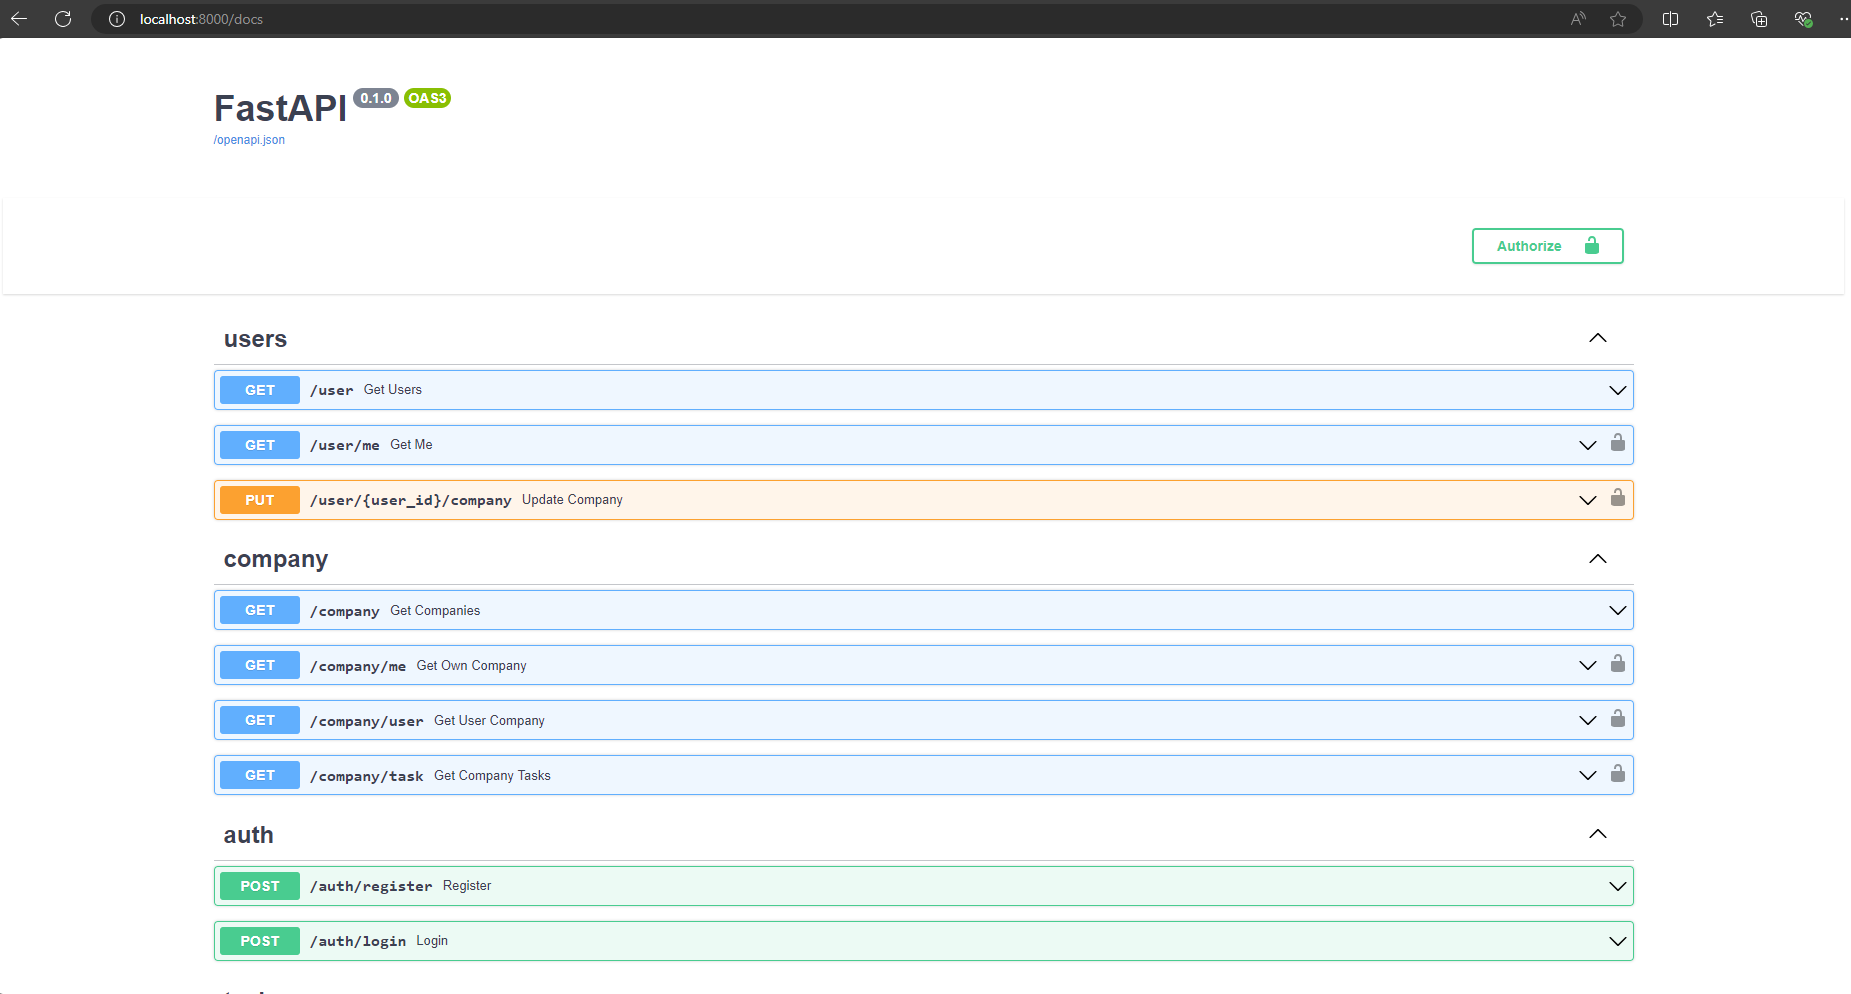 localhost:8000/docs
FastAPI 0.1.0 OAS3
/openapi.json
Authorize
users
GET /user Get Users
GET /user/me Get Me
PUT /user/{user_id}/company Update Company
company
GET /company Get Companies
GET /company/me Get Own Company
GET /company/user Get User Company
GET /company/task Get Company Tasks
auth
POST /auth/register Register
POST /auth/login Login